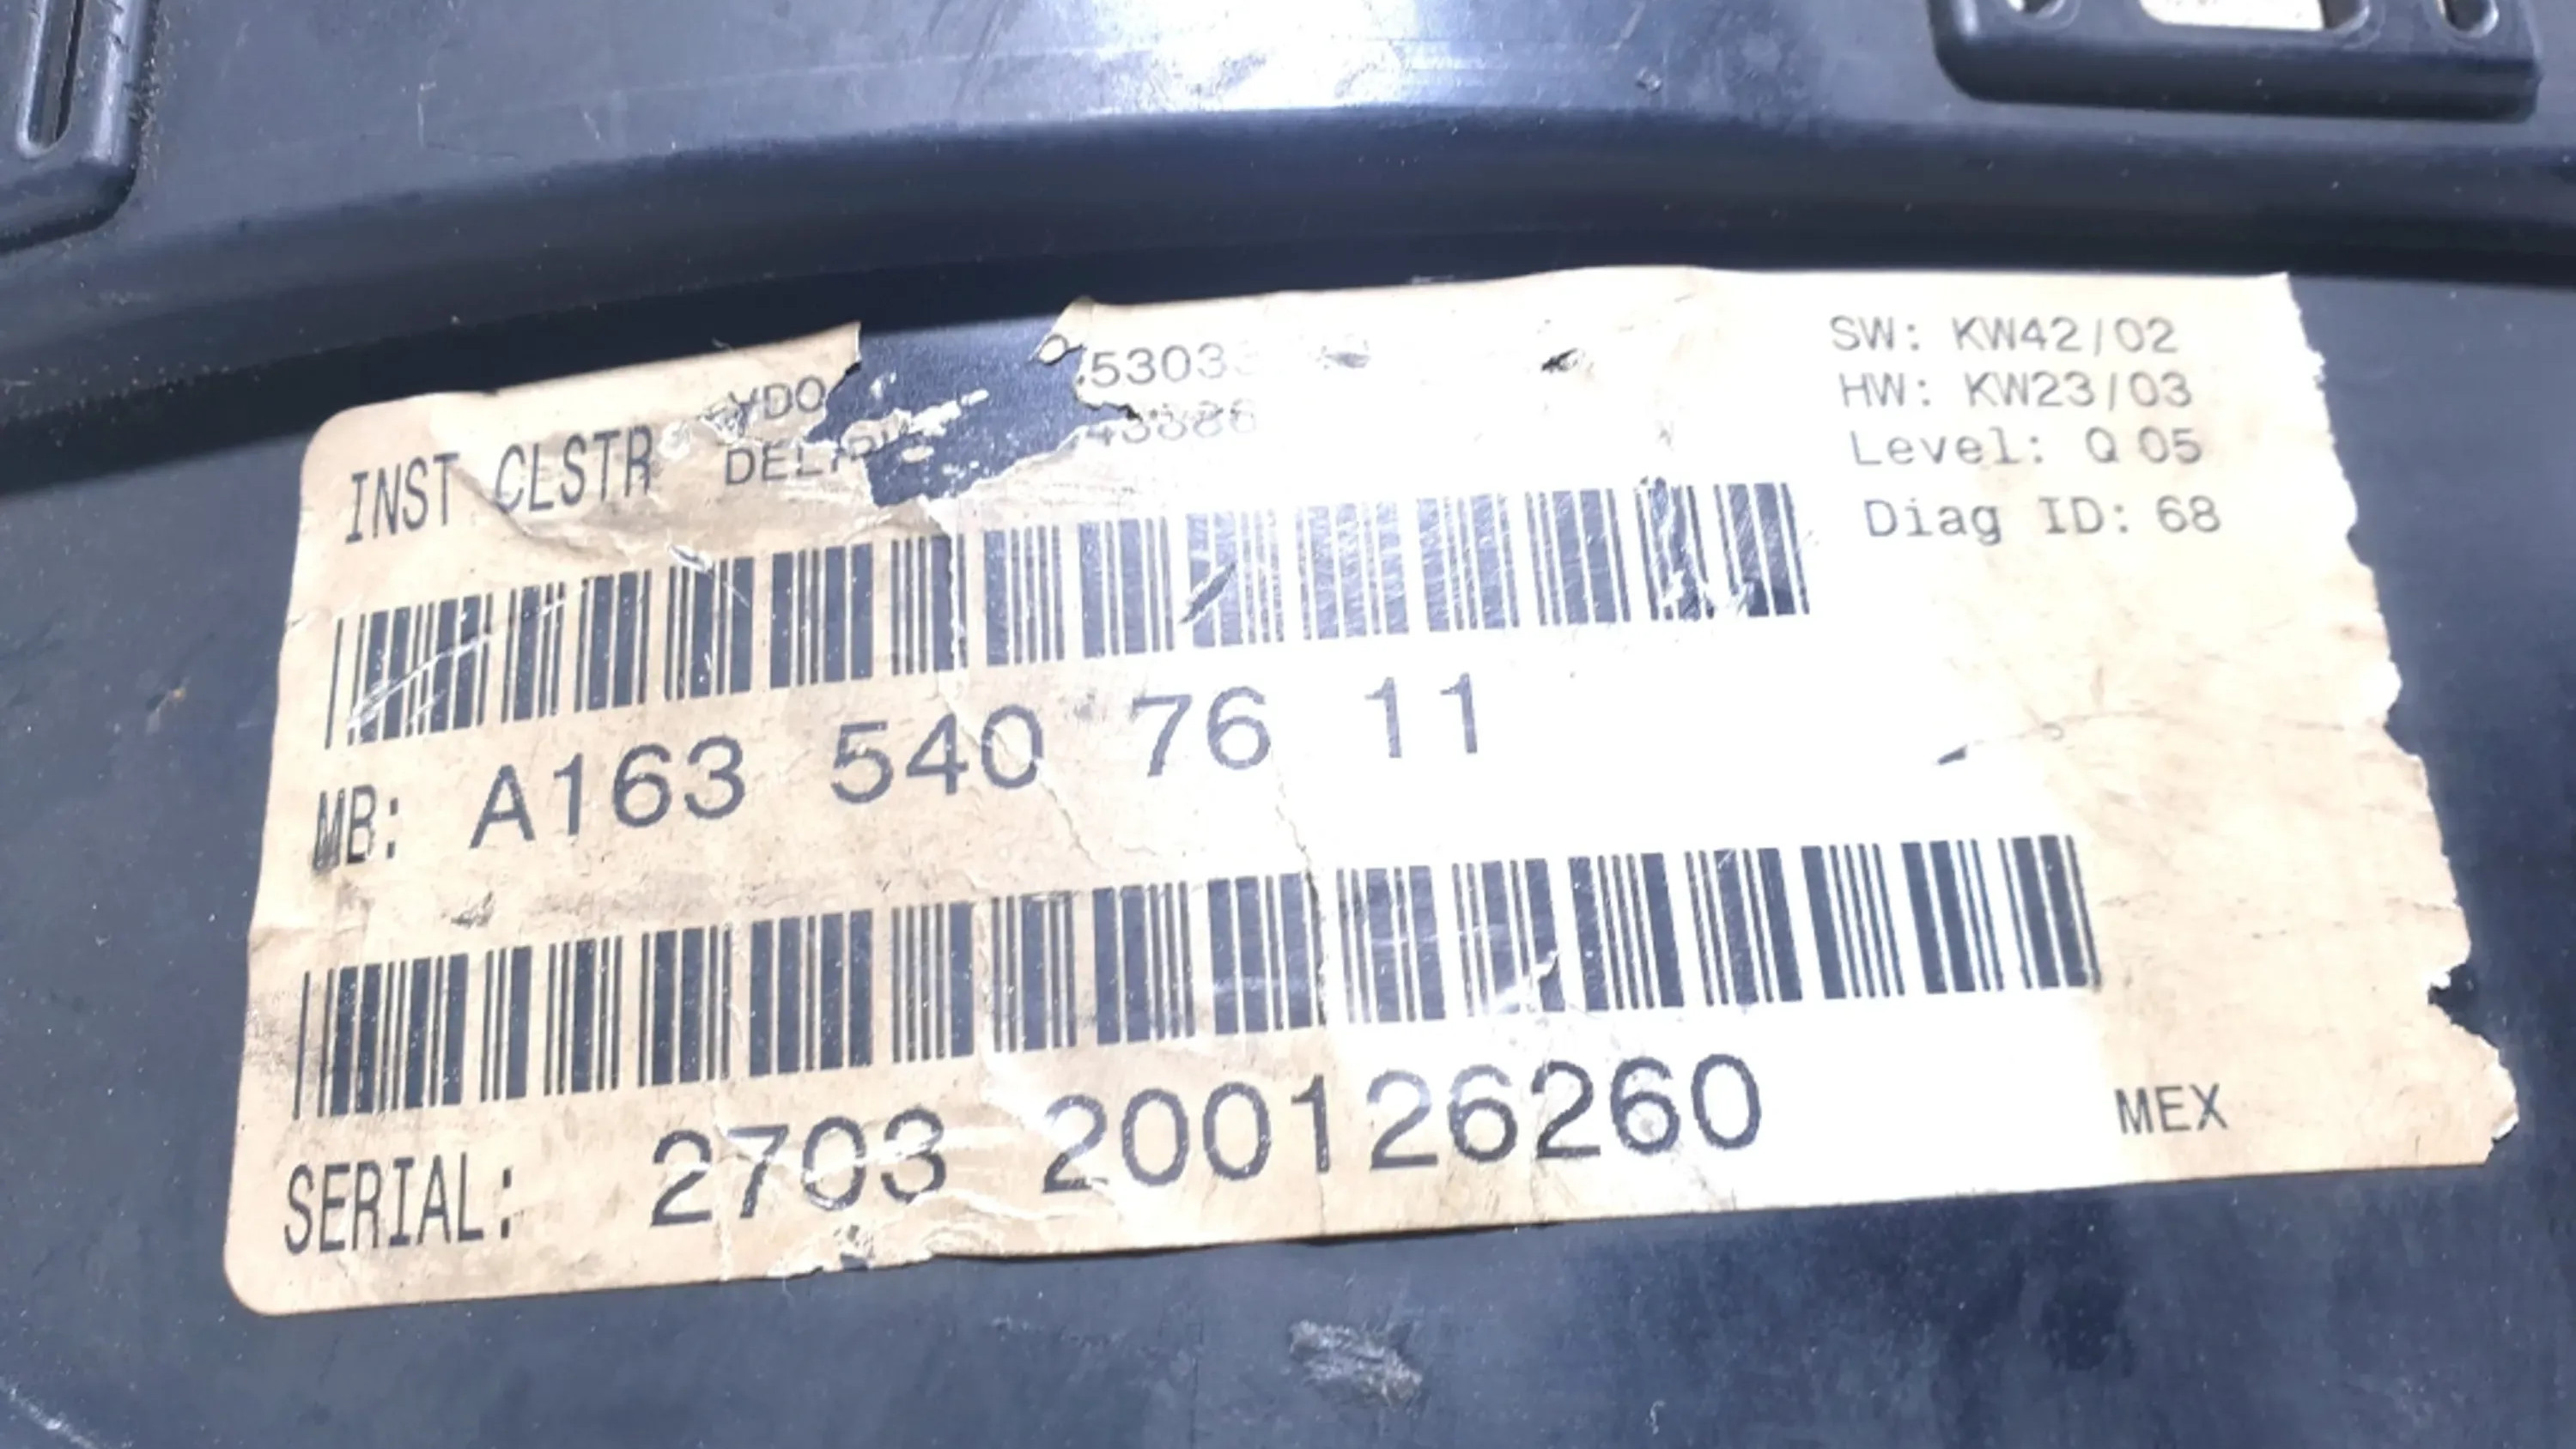 INST CLSTR VDO
53033
SW: KW42/02
HW: KW23/03
Level: Q 05
Diag ID: 68
MB: A163 540 76 11
SERIAL: 2703 200126260
MEX